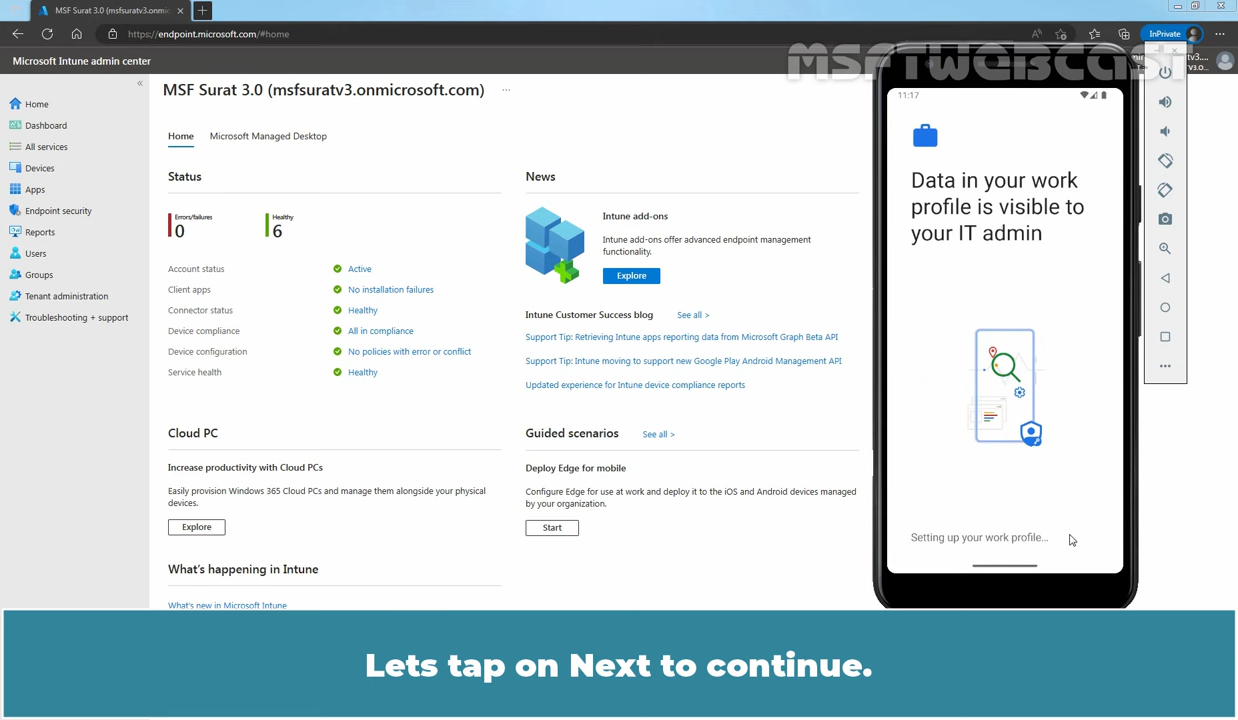 MSF Surat 3.0 (msfsuratv3.onmic
https://endpoint.microsoft.com/#home
InPrivate
MSFTWEBCAST
Microsoft Intune admin center
Home
Dashboard
All services
Devices
Apps
Endpoint security
Reports
Users
Groups
Tenant administration
Troubleshooting + support
MSF Surat 3.0 (msfsuratv3.onmicrosoft.com)
Home
Microsoft Managed Desktop
Status
Errors/failures
0
Healthy
6
Account status
Active
Client apps
No installation failures
Connector status
Healthy
Device compliance
All in compliance
Device configuration
No policies with error or conflict
Service health
Healthy
News
Intune add-ons
Intune add-ons offer advanced endpoint management
functionality.
Explore
Intune Customer Success blog
See all >
Support Tip: Retrieving Intune apps reporting data from Microsoft Graph Beta API
Support Tip: Intune moving to support new Google Play Android Management API
Updated experience for Intune device compliance reports
Cloud PC
Increase productivity with Cloud PCs
Easily provision Windows 365 Cloud PCs and manage them alongside your physical
devices.
Explore
Guided scenarios
See all >
Deploy Edge for mobile
Configure Edge for use at work and deploy it to the iOS and Android devices managed
by your organization.
Start
What's happening in Intune
What's new in Microsoft Intune
11:17
Data in your work
profile is visible to
your IT admin
Setting up your work profile...
Lets tap on Next to continue.